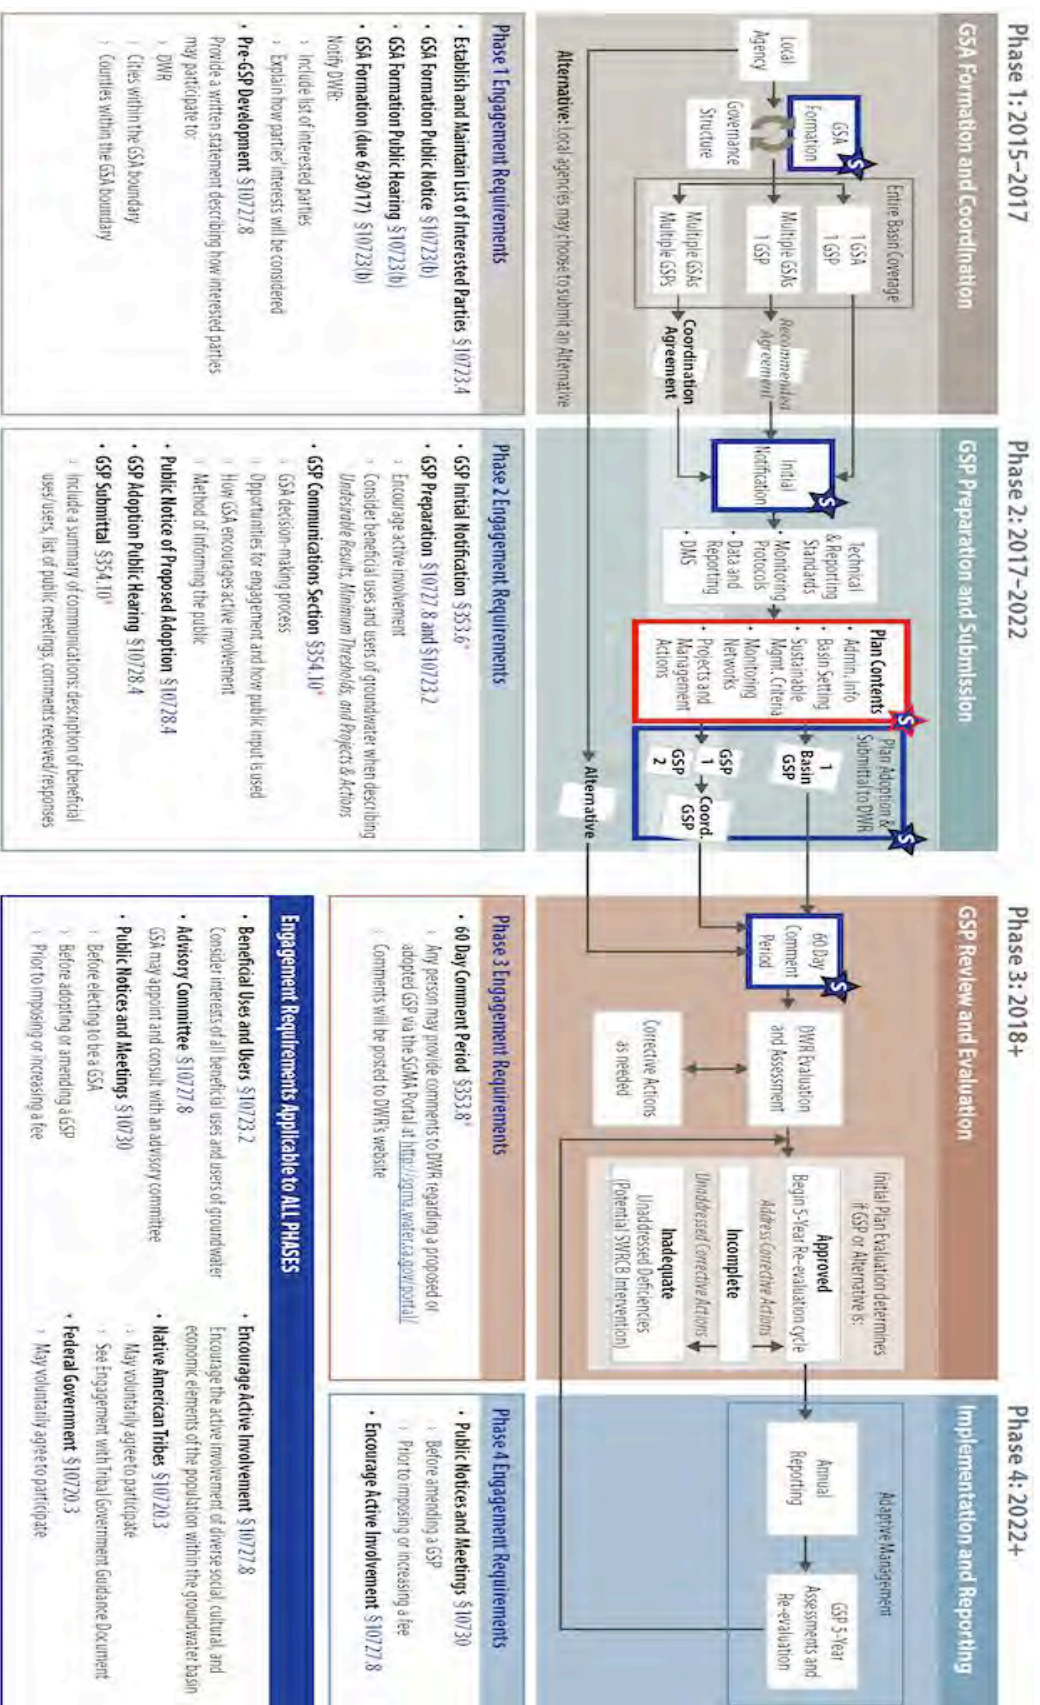 Phase 1: 2015–2017
GSA Formation and Coordination
Local
Agency
GSA
Formation
S
Governance
Structure
Entire Basin Coverage
1 GSA
1 GSP
Multiple GSAs
1 GSP
Multiple GSAs
Multiple GSPs
Recommended
Agreement
Coordination
Agreement
Alternative: Local agencies may choose to submit an Alternative
Phase 2: 2017–2022
GSP Preparation and Submission
Initial
Notification
S
Technical
& Reporting
Standards
• Monitoring
Protocols
• Data and
Reporting
• DMS
Plan Contents
S
• Admin. Info
• Basin Setting
• Sustainable
Mgmt. Criteria
• Monitoring
Networks
• Projects and
Management
Actions
Plan Adoption &
Submittal to DWR
S
1
Basin
GSP
GSP
1
GSP
2
Coord.
GSP
Alternative
Phase 3: 2018+
GSP Review and Evaluation
60 Day
Comment
Period
S
DWR Evaluation
and Assessment
Corrective Actions
as needed
Initial Plan Evaluation determines
if GSP or Alternative is:
Approved
Begin 5-Year Re-evaluation cycle
Address Corrective Actions
Incomplete
Unaddressed Corrective Actions
Inadequate
Unaddressed Deficiencies
(Potential SWRCB Intervention)
Phase 4: 2022+
Implementation and Reporting
Adaptive Management
Annual
Reporting
GSP 5-Year
Assessments and
Re-evaluation
Phase 1 Engagement Requirements
• Establish and Maintain List of Interested Parties §10723.4
• GSA Formation Public Notice §10723(b)
• GSA Formation Public Hearing §10723(b)
• GSA Formation (due 6/30/17) §10723(b)
Notify DWR:
› Include list of interested parties
› Explain how parties' interests will be considered
• Pre-GSP Development §10727.8
Provide a written statement describing how interested parties
may participate to:
› DWR
› Cities within the GSA boundary
› Counties within the GSA boundary
Phase 2 Engagement Requirements
• GSP Initial Notification §353.6*
• GSP Preparation §10727.8 and §10723.2
› Encourage active involvement
› Consider beneficial uses and users of groundwater when describing
Undesirable Results, Minimum Thresholds, and Projects & Actions
• GSP Communications Section §354.10*
› GSA decision-making process
› Opportunities for engagement and how public input is used
› How GSA encourages active involvement
› Method of informing the public
• Public Notice of Proposed Adoption §10728.4
• GSP Adoption Public Hearing §10728.4
• GSP Submittal §354.10*
› Include a summary of communications: description of beneficial
uses/users, list of public meetings, comments received/responses
Phase 3 Engagement Requirements
• 60 Day Comment Period §353.8*
› Any person may provide comments to DWR regarding a proposed or
adopted GSP via the SGMA Portal at http://sgma.water.ca.gov/portal/
› Comments will be posted to DWR's website
Phase 4 Engagement Requirements
• Public Notices and Meetings §10730
› Before amending a GSP
› Prior to imposing or increasing a fee
• Encourage Active Involvement §10727.8
Engagement Requirements Applicable to ALL PHASES
• Beneficial Uses and Users §10723.2
Consider interests of all beneficial uses and users of groundwater
• Advisory Committee §10727.8
GSA may appoint and consult with an advisory committee
• Public Notices and Meetings §10730
› Before electing to be a GSA
› Before adopting or amending a GSP
› Prior to imposing or increasing a fee
• Encourage Active Involvement §10727.8
Encourage the active involvement of diverse social, cultural, and
economic elements of the population within the groundwater basin
• Native American Tribes §10720.3
› May voluntarily agree to participate
› See Engagement with Tribal Government Guidance Document
• Federal Government §10720.3
› May voluntarily agree to participate